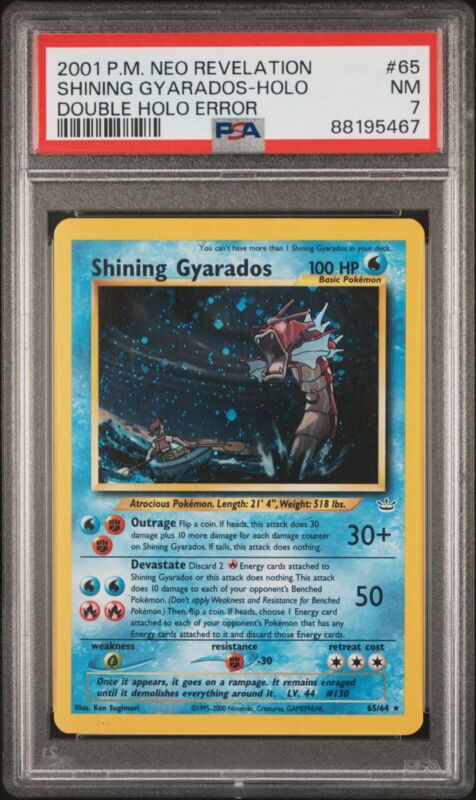 2001 P.M. NEO REVELATION #65
SHINING GYARADOS-HOLO NM
DOUBLE HOLO ERROR 7
PSA 88195467
You can't have more than 1 Shining Gyarados in your deck.
Shining Gyarados 100 HP
Basic Pokémon
Atrocious Pokémon. Length: 21' 4", Weight: 518 lbs.
Outrage Flip a coin. If heads, this attack does 30
damage plus 10 more damage for each damage counter
on Shining Gyarados. If tails, this attack does nothing.
30+
Devastate Discard 2 Energy cards attached to
Shining Gyarados or this attack does nothing. This attack
does 10 damage to each of your opponent's Benched
Pokémon. (Don't apply Weakness and Resistance for Benched
Pokémon.) Then, flip a coin. If heads, choose 1 Energy card
attached to each of your opponent's Pokémon that has any
Energy cards attached to it and discard those Energy cards.
50
weakness resistance retreat cost
-30
Once it appears, it goes on a rampage. It remains enraged
until it demolishes everything around it. LV. 44 #130
Illus. Ken Sugimori ©1995-2000 Nintendo, Creatures, GAMEFREAK. 65/64 ★